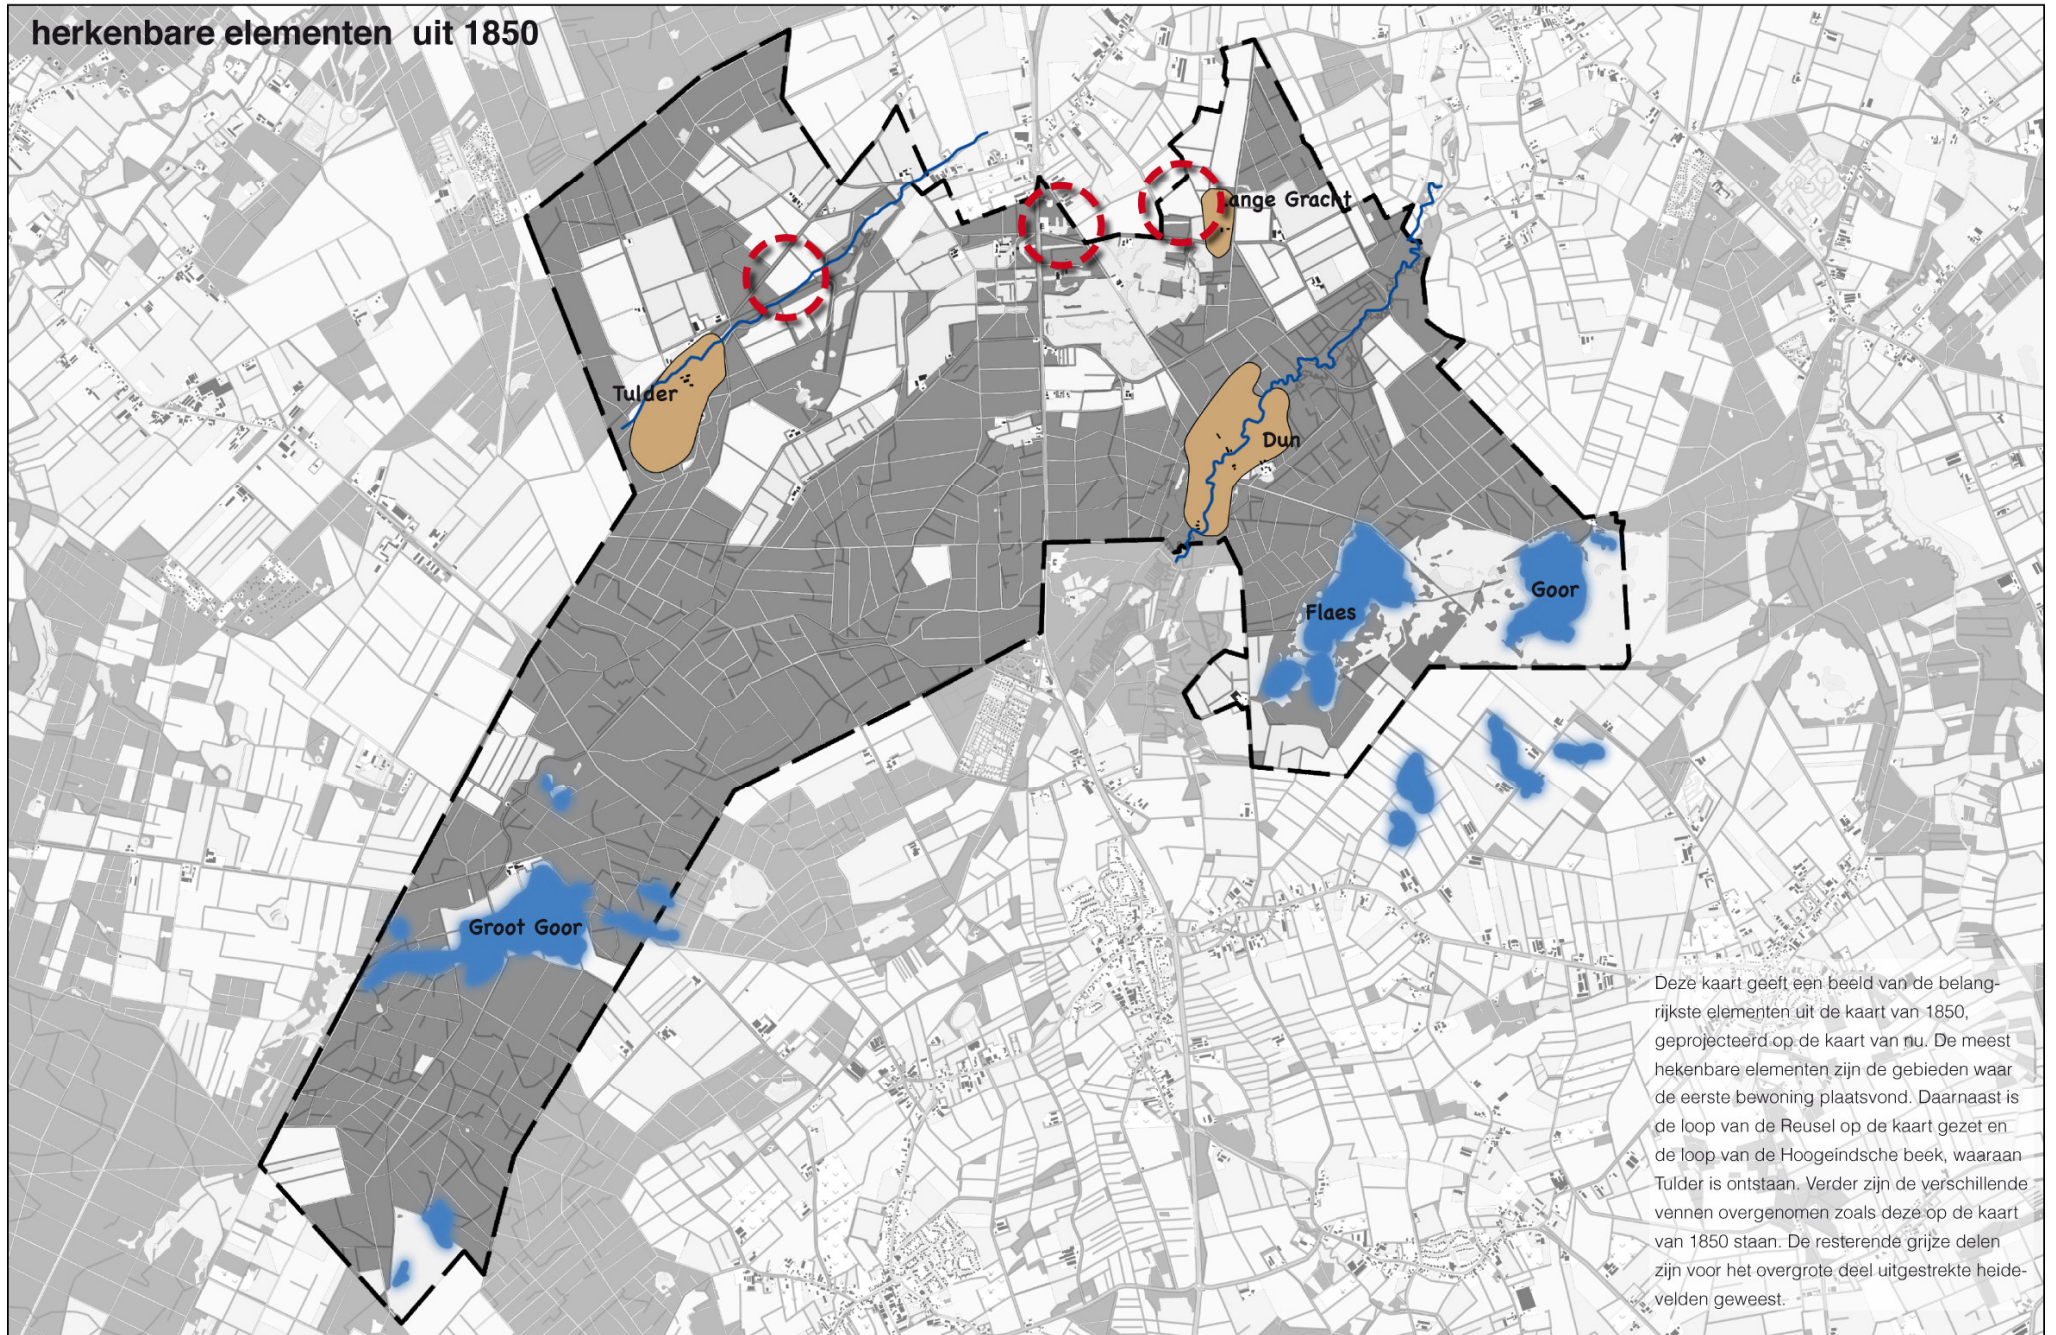 herkenbare elementen uit 1850
Lange Gracht
Tulder
Dun
Goor
Flaes
Groot Goor
Deze kaart geeft een beeld van de belang-
rijkste elementen uit de kaart van 1850,
geprojecteerd op de kaart van nu. De meest
hekenbare elementen zijn de gebieden waar
de eerste bewoning plaatsvond. Daarnaast is
de loop van de Reusel op de kaart gezet en
de loop van de Hoogeindsche beek, waaraan
Tulder is ontstaan. Verder zijn de verschillende
vennen overgenomen zoals deze op de kaart
van 1850 staan. De resterende grijze delen
zijn voor het overgrote deel uitgestrekte heide-
velden geweest.